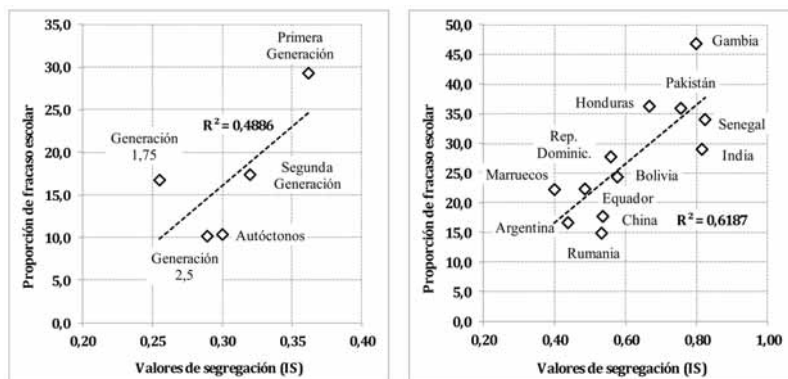 35,0
30,0
25,0
20,0
15,0
10,0
5,0
0,0
0,20
0,25
0,30
0,35
0,40
Proporción de fracaso escolar
Valores de segregación (IS)
Primera
Generación
R² = 0,4886
Generación
1,75
Segunda
Generación
Autóctonos
Generación
2,5
50,0
45,0
40,0
35,0
30,0
25,0
20,0
15,0
10,0
5,0
0,0
0,20
0,40
0,60
0,80
1,00
Proporción de fracaso escolar
Valores de segregación (IS)
Gambia
Pakistán
Honduras
Senegal
Rep.
Dominic.
India
Marruecos
Bolivia
Equador
Argentina
China
R² = 0,6187
Rumania